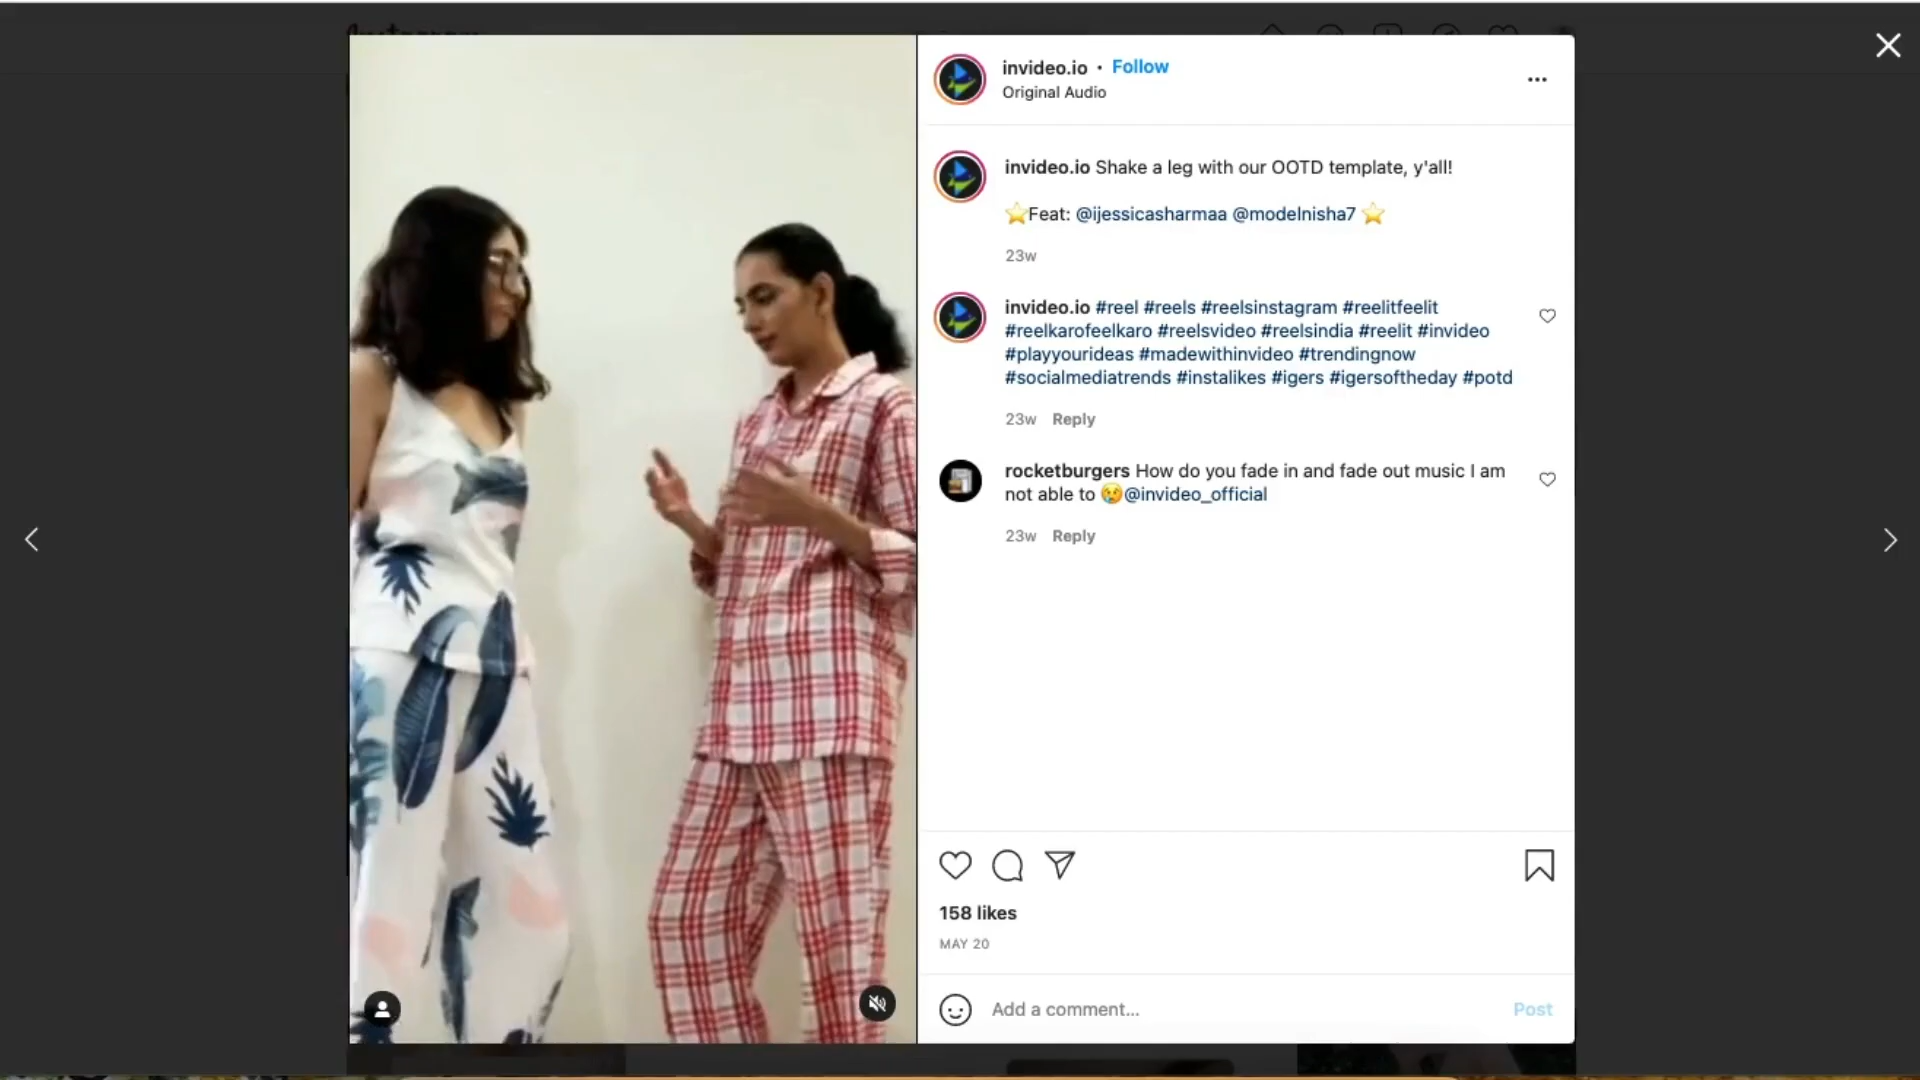 Instagram
invideo.io • Follow
Original Audio
invideo.io Shake a leg with our OOTD template, y'all!
⭐Feat: @ijessicasharmaa @modelnisha7 ⭐
23w
invideo.io #reel #reels #reelsinstagram #reelitfeelit
#reelkarofeelkaro #reelsvideo #reelsindia #reelit #invideo
#playyourideas #madewithinvideo #trendingnow
#socialmediatrends #instalikes #igers #igersoftheday #potd
23w Reply
rocketburgers How do you fade in and fade out music I am
not able to 😢@invideo_official
23w Reply
158 likes
MAY 20
Add a comment... Post